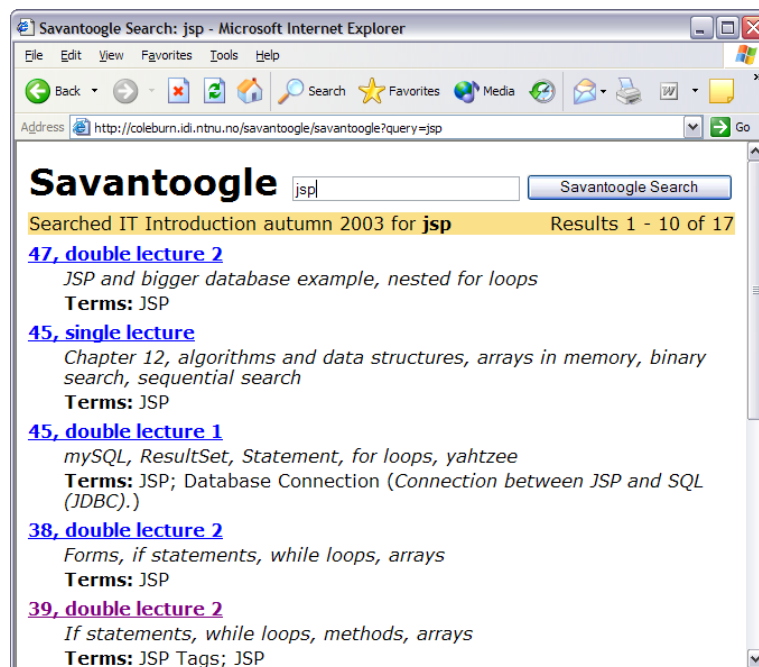 Savantoogle Search: jsp - Microsoft Internet Explorer
File Edit View Favorites Tools Help
Back Search Favorites Media
Address http://coleburn.idi.ntnu.no/savantoogle/savantoogle?query=jsp Go
Savantoogle jsp Savantoogle Search
Searched IT Introduction autumn 2003 for jsp Results 1 - 10 of 17
47, double lecture 2
JSP and bigger database example, nested for loops
Terms: JSP
45, single lecture
Chapter 12, algorithms and data structures, arrays in memory, binary
search, sequential search
Terms: JSP
45, double lecture 1
mySQL, ResultSet, Statement, for loops, yahtzee
Terms: JSP; Database Connection (Connection between JSP and SQL
(JDBC).)
38, double lecture 2
Forms, if statements, while loops, arrays
Terms: JSP
39, double lecture 2
If statements, while loops, methods, arrays
Terms: JSP Tags; JSP